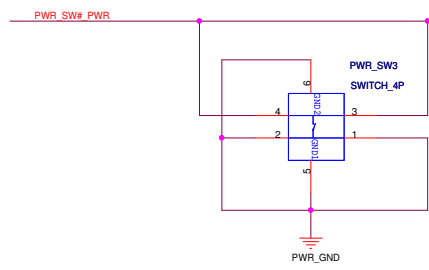 PWR_SW#_PWR
PWR_SW3
SWITCH_4P
6
GND2
4
3
2
1
GND1
5
PWR_GND